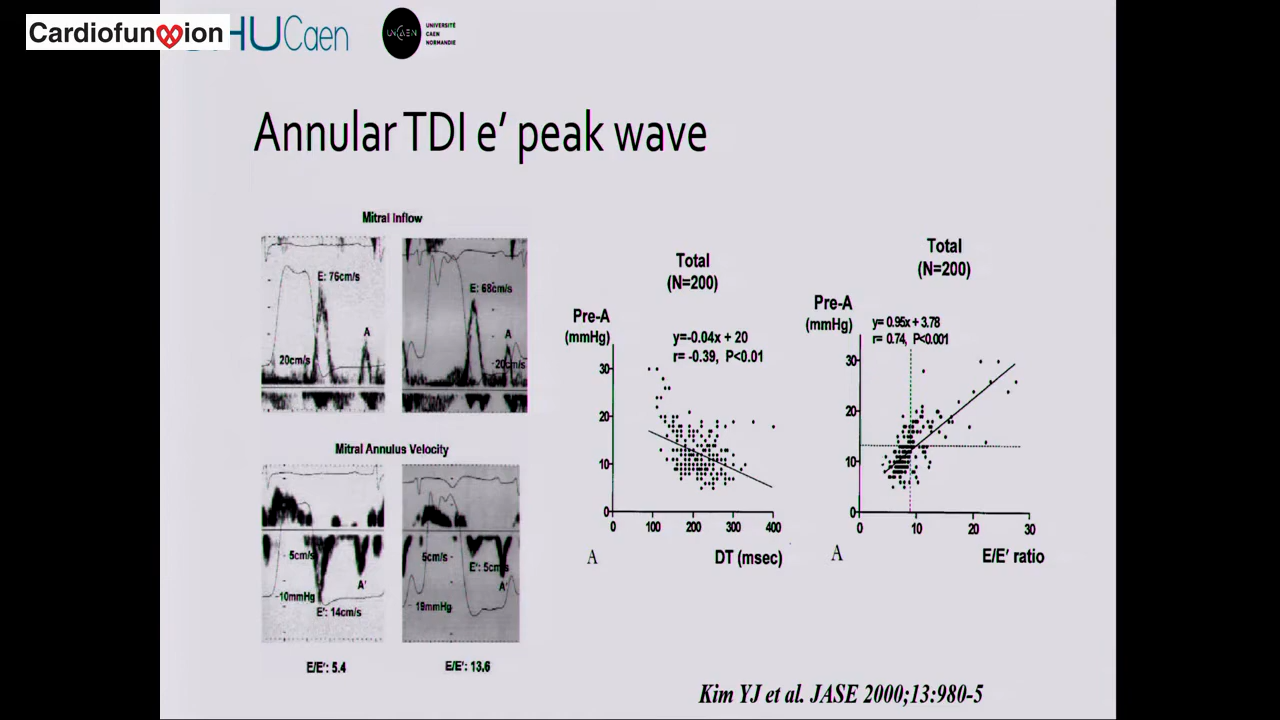 Cardiofunxion
HU Caen
UNICAEN
UNIVERSITÉ
CAEN
NORMANDIE
Annular TDI e’ peak wave
Mitral Inflow
E: 76cm/s
A
20cm/s
E: 68cm/s
A
20cm/s
Mitral Annulus Velocity
5cm/s
A'
10mmHg
E': 14cm/s
5cm/s
E': 5cm/s
A'
19mmHg
E/E': 5.4
E/E': 13.6
Total
(N=200)
Pre-A
(mmHg)
y=-0.04x + 20
r= -0.39, P<0.01
30
20
10
0
0 100 200 300 400
A
DT (msec)
Total
(N=200)
Pre-A
(mmHg)
y= 0.95x + 3.78
r= 0.74, P<0.001
30
20
10
0
0 10 20 30
A
E/E' ratio
Kim YJ et al. JASE 2000;13:980-5